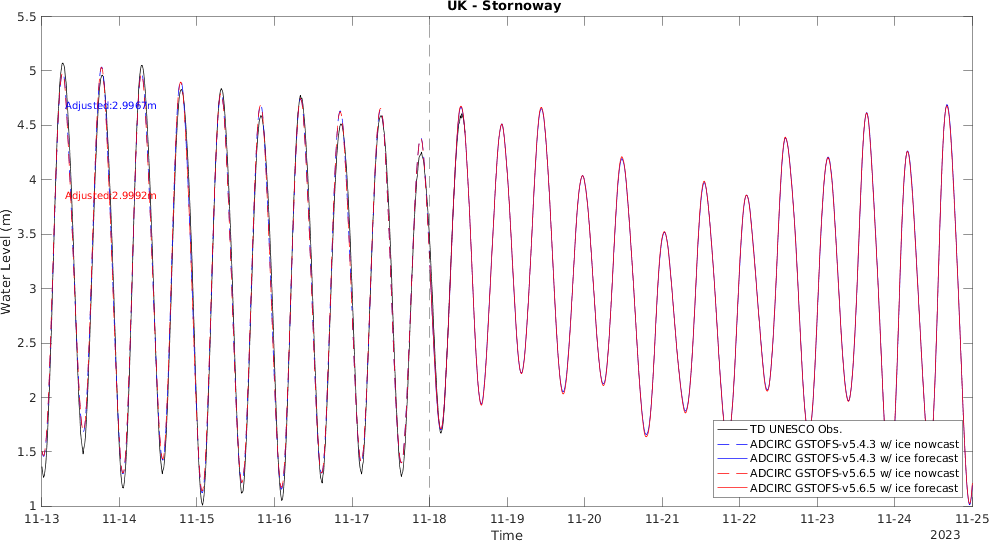 UK - Stornoway
5.5
5
4.5
4
3.5
3
2.5
2
1.5
1
Water Level (m)
Adjusted:2.9967m
Adjusted:2.9992m
TD UNESCO Obs.
ADCIRC GSTOFS-v5.4.3 w/ ice nowcast
ADCIRC GSTOFS-v5.4.3 w/ ice forecast
ADCIRC GSTOFS-v5.6.5 w/ ice nowcast
ADCIRC GSTOFS-v5.6.5 w/ ice forecast
11-13 11-14 11-15 11-16 11-17 11-18 11-19 11-20 11-21 11-22 11-23 11-24 11-25
Time
2023